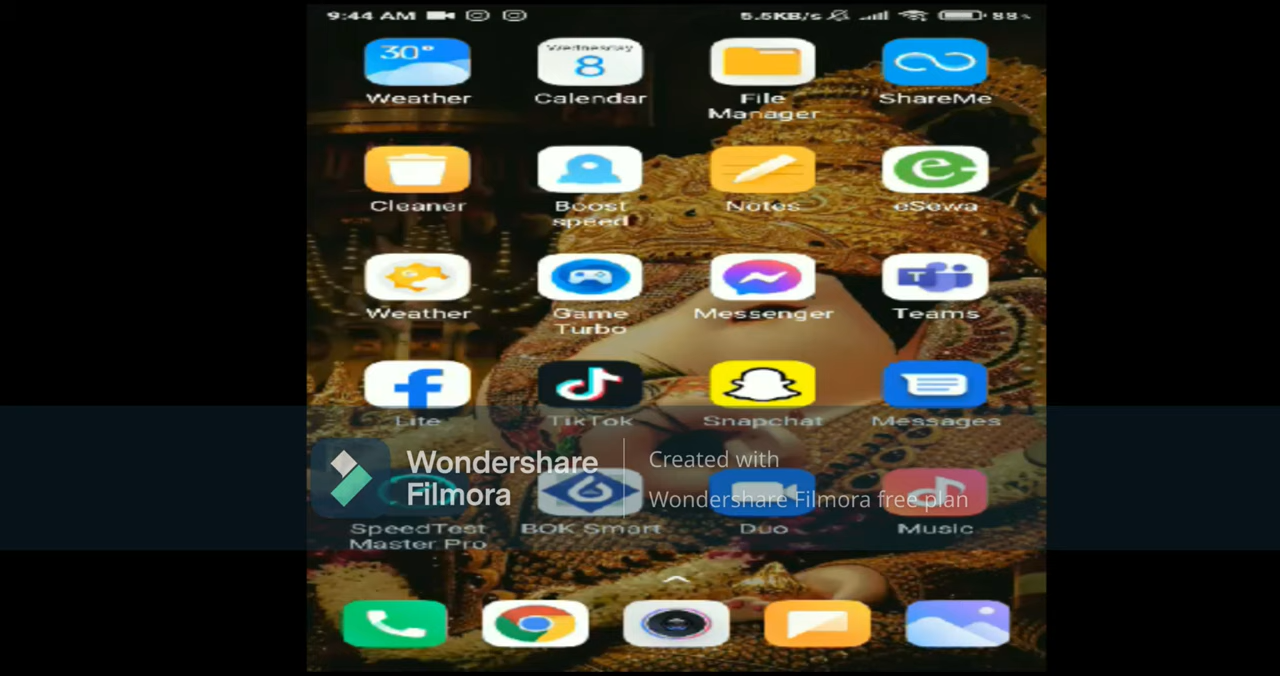 9:44 AM 5.5KB/s 88%
30°
Wednesday
8
Weather Calendar File Manager ShareMe
Cleaner Boost speed Notes eSewa
Weather Game Turbo Messenger Teams
Lite TikTok Snapchat Messages
Wondershare
Filmora
Created with
Wondershare Filmora free plan
SpeedTest Master Pro BOK Smart Duo Music